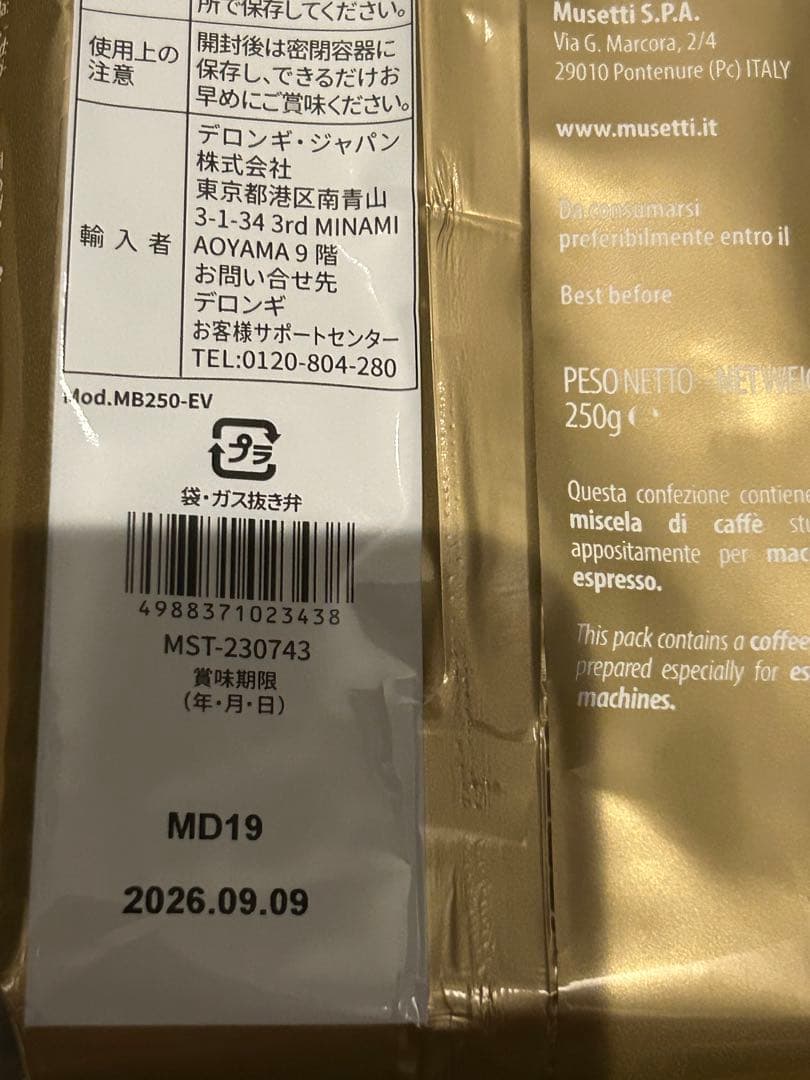 所で保存してください。
使用上の
注意
開封後は密閉容器に
保存し、できるだけお
早めにご賞味ください。
輸入者
デロンギ・ジャパン
株式会社
東京都港区南青山
3-1-34 3rd MINAMI
AOYAMA 9 階
お問い合せ先
デロンギ
お客様サポートセンター
TEL:0120-804-280
Mod.MB250-EV
プラ
袋・ガス抜き弁
4988371023438
MST-230743
賞味期限
(年・月・日)
MD19
2026.09.09
Musetti S.P.A.
Via G. Marcora, 2/4
29010 Pontenure (Pc) ITALY
www.musetti.it
Da consumarsi
preferibilmente entro il
Best before
PESO NETTO - NET WEIG
250g
Questa confezione contiene
miscela di caffè stu
appositamente per mac
espresso.
This pack contains a coffee
prepared especially for es
machines.